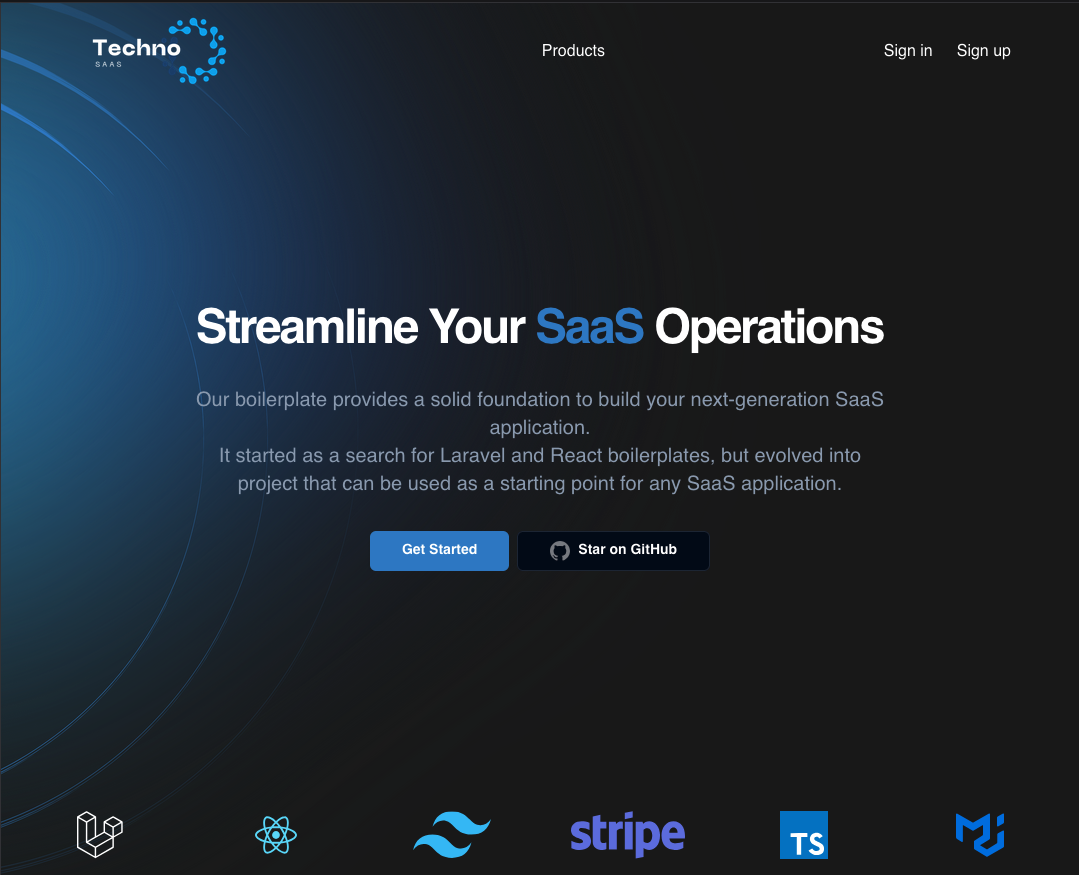 Techno
SAAS
Products
Sign in
Sign up
Streamline Your SaaS Operations
Our boilerplate provides a solid foundation to build your next-generation SaaS
application.
It started as a search for Laravel and React boilerplates, but evolved into
project that can be used as a starting point for any SaaS application.
Get Started
Star on GitHub
stripe
TS